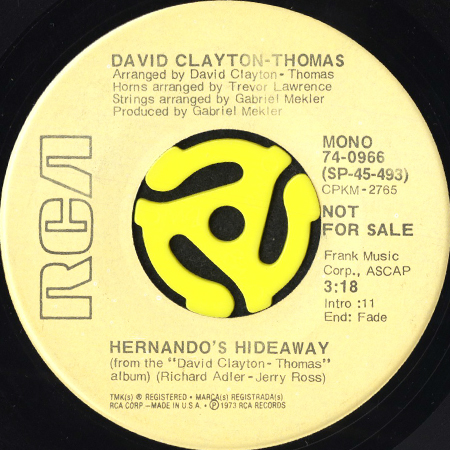 DAVID CLAYTON-THOMAS
Arranged by David Clayton-Thomas
Horns arranged by Trevor Lawrence
Strings arranged by Gabriel Mekler
Produced by Gabriel Mekler
RCA
MONO
74-0966
(SP-45-493)
CPKM-2765
NOT
FOR SALE
Frank Music
Corp., ASCAP
3:18
Intro :11
End: Fade
HERNANDO'S HIDEAWAY
(from the "David Clayton-Thomas"
album) (Richard Adler-Jerry Ross)
TMK(s) ® REGISTERED • MARCA(s) REGISTRADA(s)
RCA CORP.-MADE IN U.S.A. • ℗ 1973 RCA RECORDS